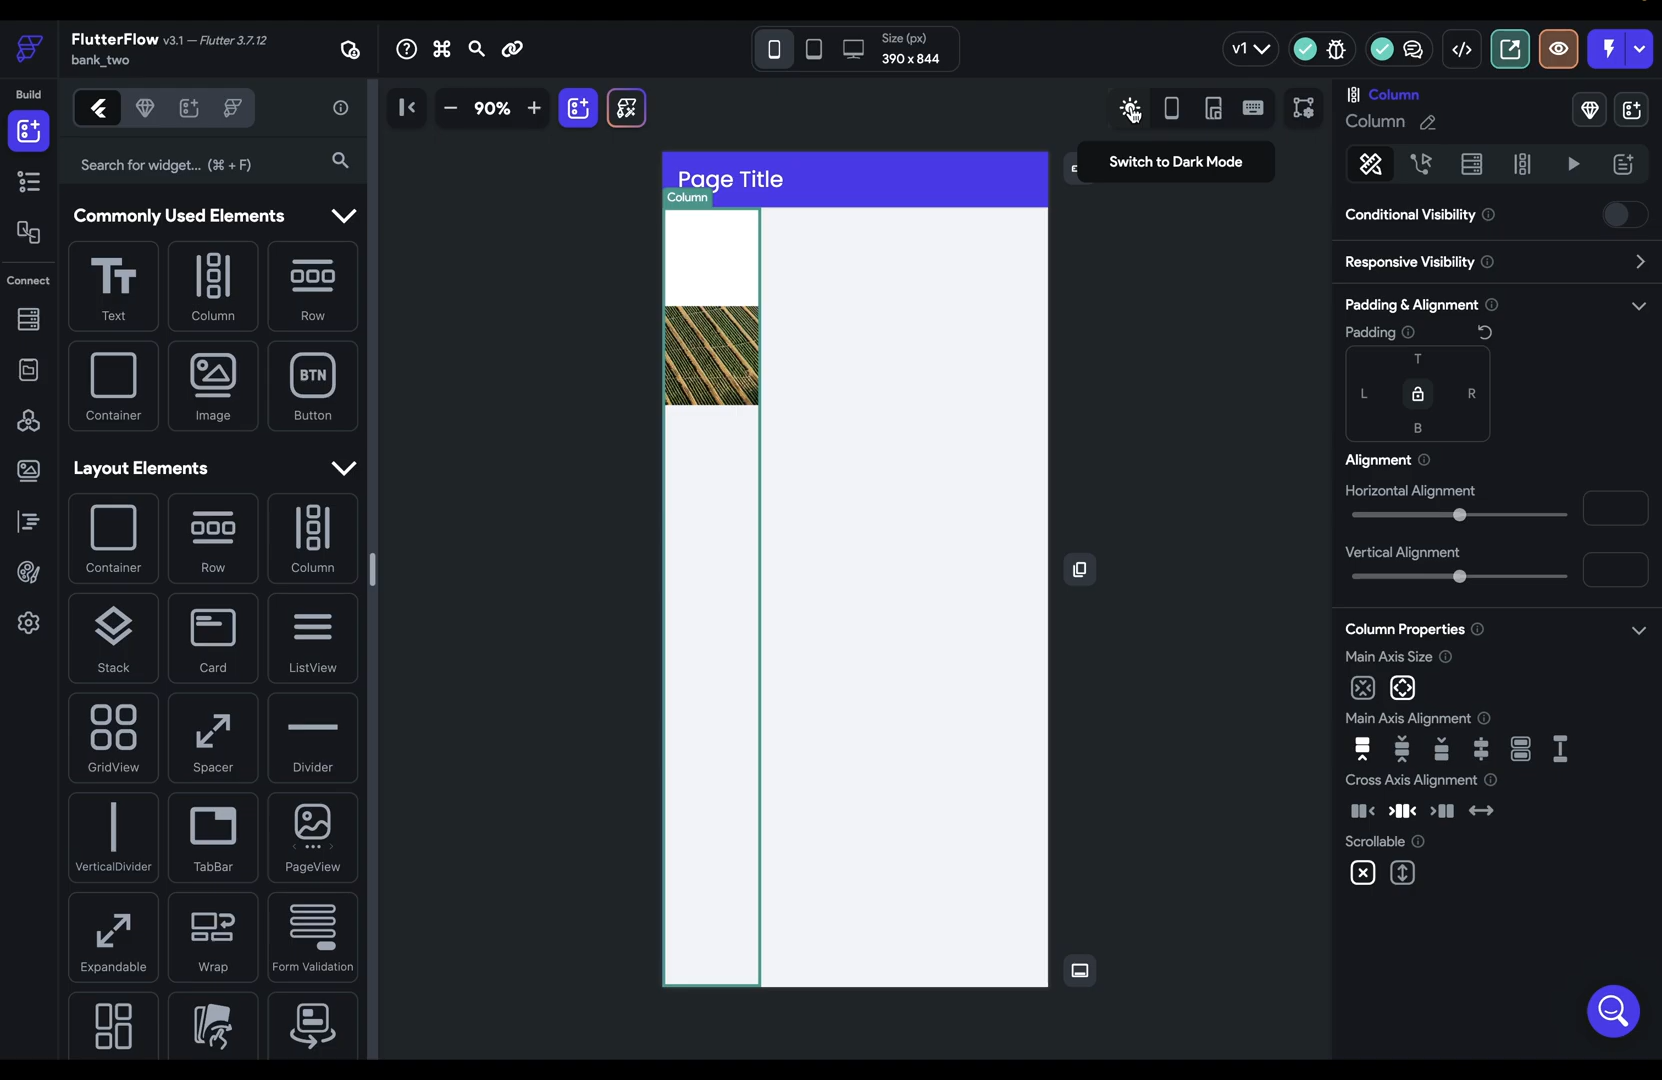 FlutterFlow v3.1 — Flutter 3.7.12
bank_two
Size (px)
390 x 844
v1
Build
Connect
Search for widget... (⌘ + F)
Commonly Used Elements
Text
Column
Row
Container
Image
Button
TT
BTN
Layout Elements
Container
Row
Column
Stack
Card
ListView
GridView
Spacer
Divider
VerticalDivider
TabBar
PageView
Expandable
Wrap
Form Validation
90%
Switch to Dark Mode
Page Title
Column
Column
Column
Conditional Visibility
Responsive Visibility
Padding & Alignment
Padding
T
L
R
B
Alignment
Horizontal Alignment
Vertical Alignment
Column Properties
Main Axis Size
Main Axis Alignment
Cross Axis Alignment
Scrollable